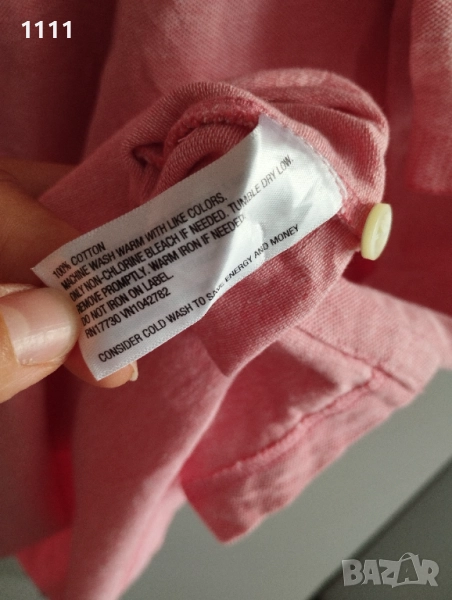 1111
100% COTTON
MACHINE WASH WARM WITH LIKE COLORS.
ONLY NON-CHLORINE BLEACH IF NEEDED. TUMBLE DRY LOW.
REMOVE PROMPTLY. WARM IRON IF NEEDED
DO NOT IRON ON LABEL.
RN17730 VN1042782
CONSIDER COLD WASH TO SAVE ENERGY AND MONEY
BAZAR